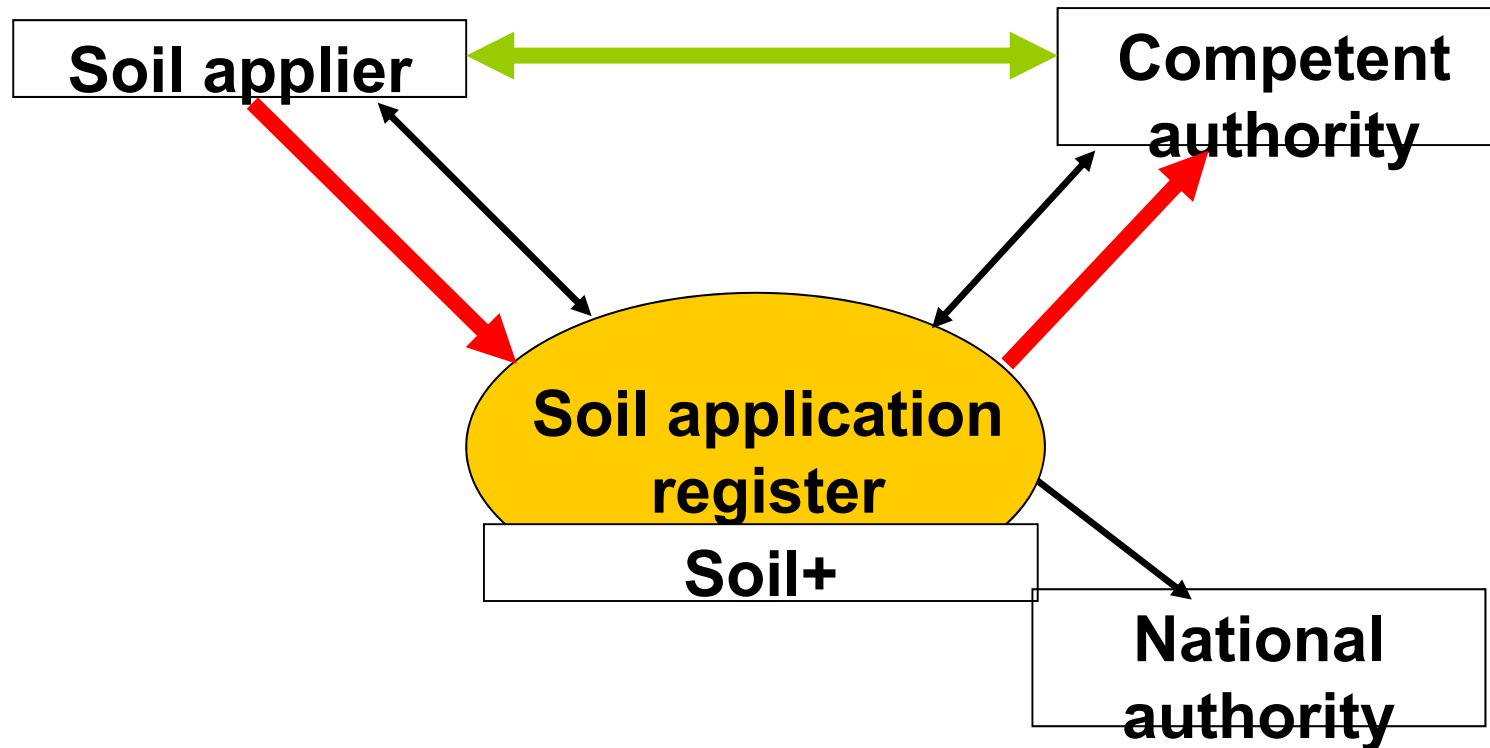 Soil applier
Competent
authority
Soil application
register
Soil+
National
authority